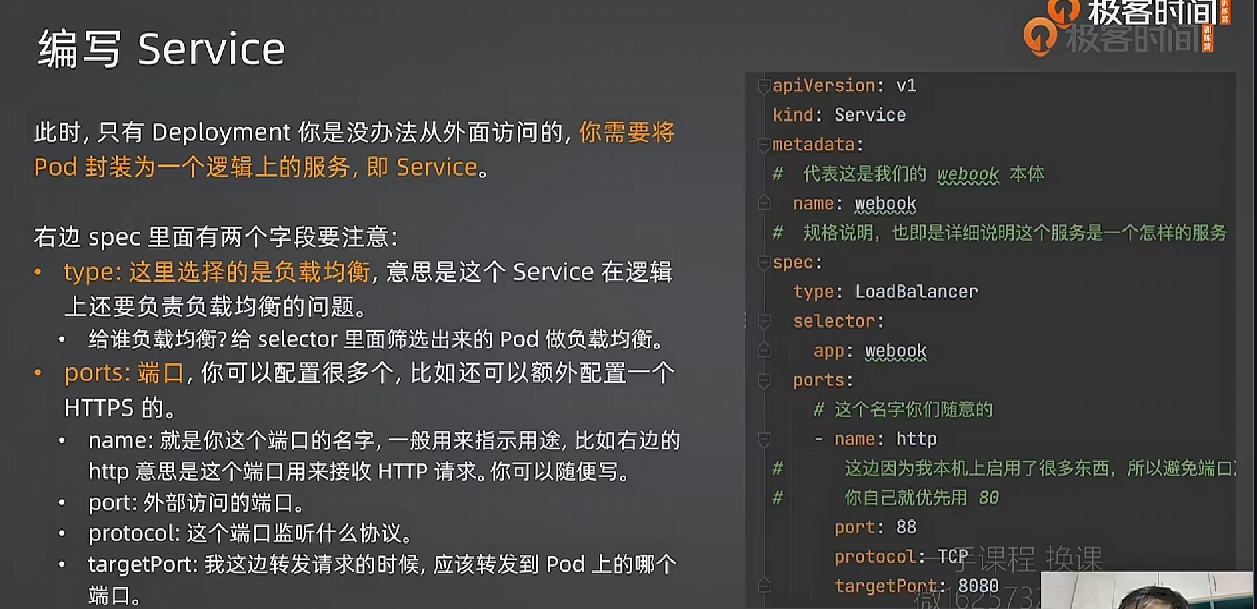 极客时间
极客时间
编写 Service
此时, 只有 Deployment 你是没办法从外面访问的, 你需要将
Pod 封装为一个逻辑上的服务, 即 Service。
右边 spec 里面有两个字段要注意:
• type: 这里选择的是负载均衡, 意思是这个 Service 在逻辑
上还要负责负载均衡的问题。
• 给谁负载均衡? 给 selector 里面筛选出来的 Pod 做负载均衡。
• ports: 端口, 你可以配置很多个, 比如还可以额外配置一个
HTTPS 的。
• name: 就是你这个端口的名字, 一般用来指示用途, 比如右边的
http 意思是这个端口用来接收 HTTP 请求。你可以随便写。
• port: 外部访问的端口。
• protocol: 这个端口监听什么协议。
• targetPort: 我这边转发请求的时候, 应该转发到 Pod 上的哪个
端口。
apiVersion: v1
kind: Service
metadata:
# 代表这是我们的 webook 本体
name: webook
# 规格说明，也即是详细说明这个服务是一个怎样的服务
spec:
type: LoadBalancer
selector:
app: webook
ports:
# 这个名字你们随意的
- name: http
# 这边因为我本机上启用了很多东西，所以避免端口
# 你自己就优先用 80
port: 88
protocol: TCP
targetPort: 8080
手课程 换课